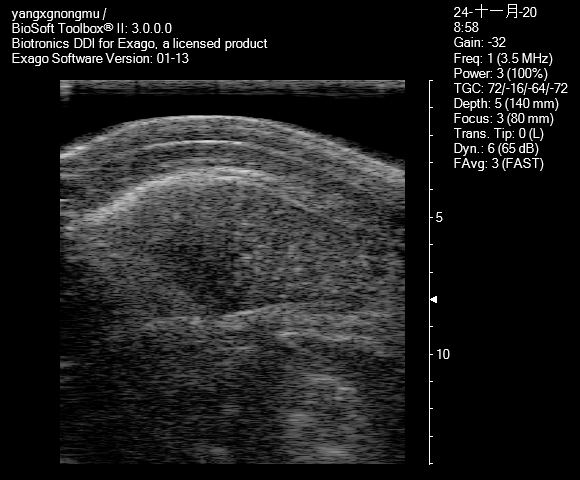 yangxgnongmu /
BioSoft Toolbox® II: 3.0.0.0
Biotronics DDI for Exago, a licensed product
Exago Software Version: 01-13
24-十一月-20
8:58
Gain: -32
Freq: 1 (3.5 MHz)
Power: 3 (100%)
TGC: 72/-16/-64/-72
Depth: 5 (140 mm)
Focus: 3 (80 mm)
Trans. Tip: 0 (L)
Dyn.: 6 (65 dB)
FAvg: 3 (FAST)
5
10